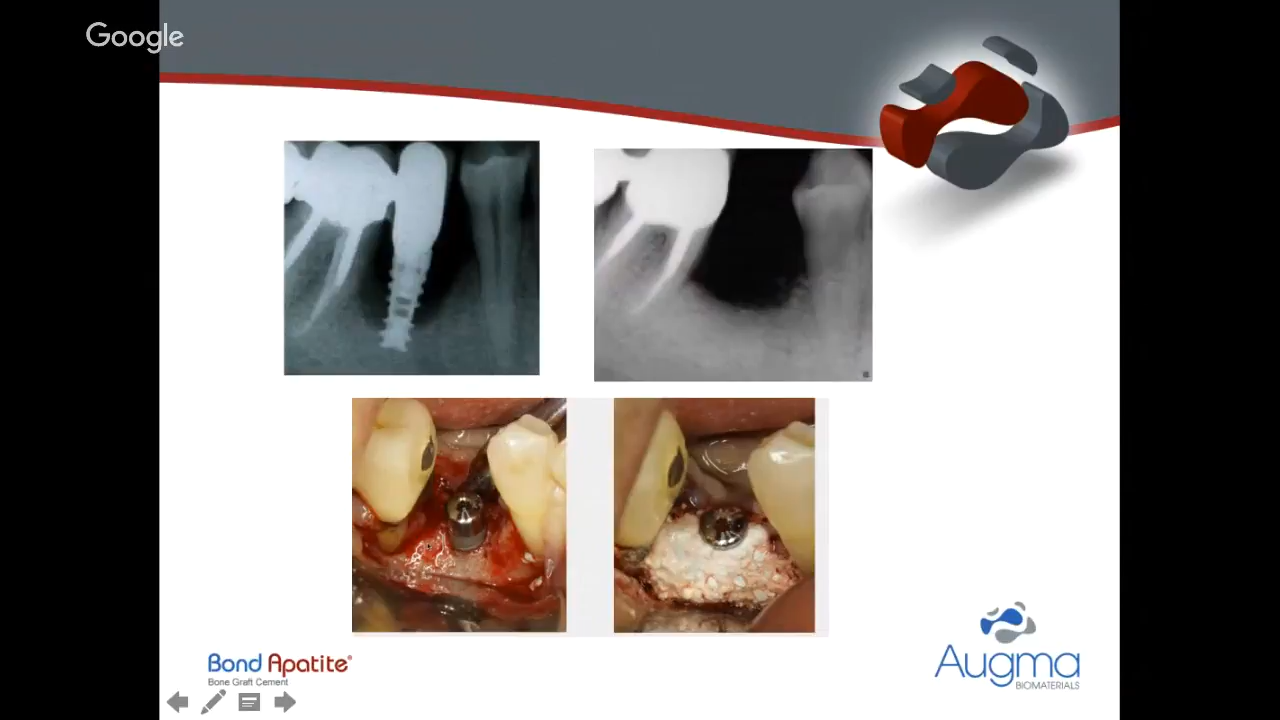 Google
Bond Apatite®
Bone Graft Cement
Augma
BIOMATERIALS